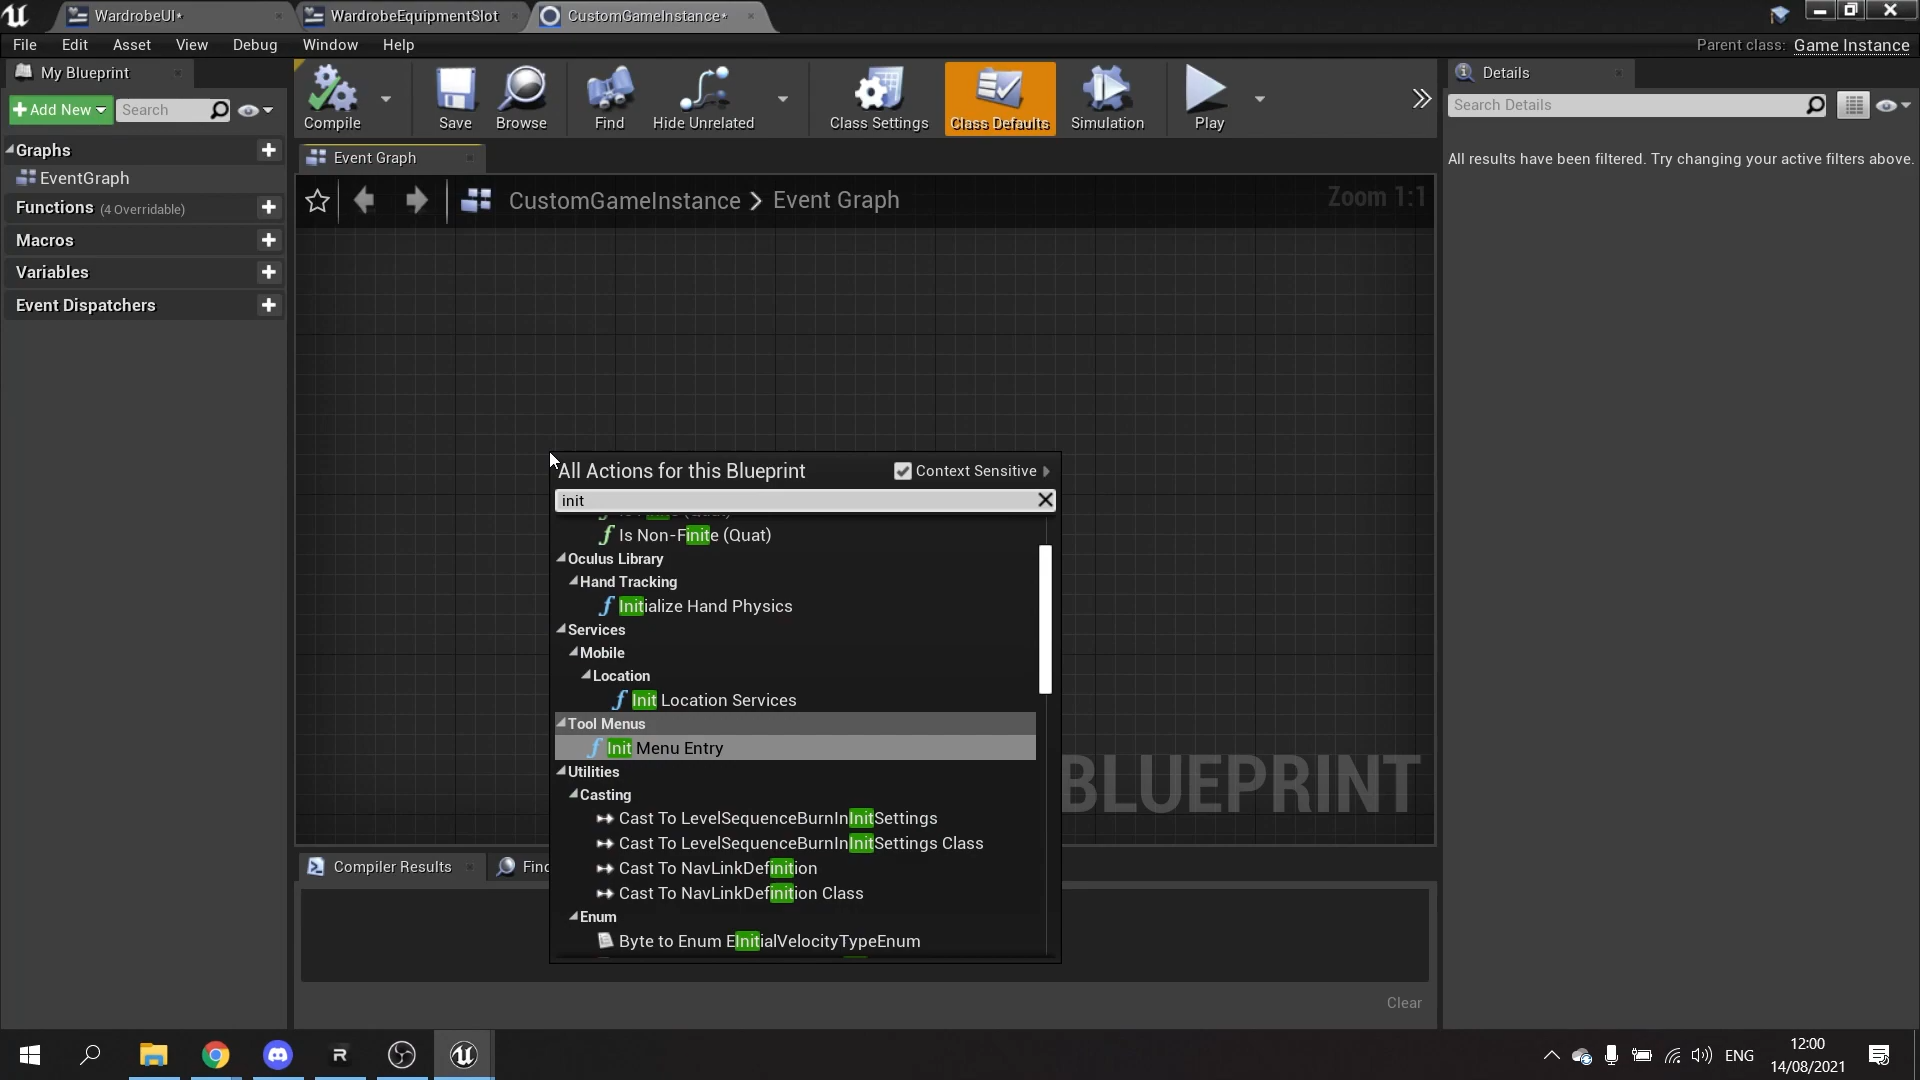 WardrobeUI*
WardrobeEquipmentSlot
CustomGameInstance*
File Edit Asset View Debug Window Help
Parent class: Game Instance
My Blueprint
Details
Add New
Search
Compile
Save
Browse
Find
Hide Unrelated
Class Settings
Class Defaults
Simulation
Play
Search Details
All results have been filtered. Try changing your active filters above.
Graphs
EventGraph
Functions (4 Overridable)
Macros
Variables
Event Dispatchers
Event Graph
CustomGameInstance > Event Graph
Zoom 1:1
All Actions for this Blueprint
Context Sensitive
init
Is Non-Finite (Quat)
Oculus Library
Hand Tracking
Initialize Hand Physics
Services
Mobile
Location
Init Location Services
Tool Menus
Init Menu Entry
Utilities
Casting
Cast To LevelSequenceBurnInInitSettings
Cast To LevelSequenceBurnInInitSettings Class
Cast To NavLinkDefinition
Cast To NavLinkDefinition Class
Enum
Byte to Enum EInitialVelocityTypeEnum
BLUEPRINT
Compiler Results
Find
Clear
ENG
12:00
14/08/2021